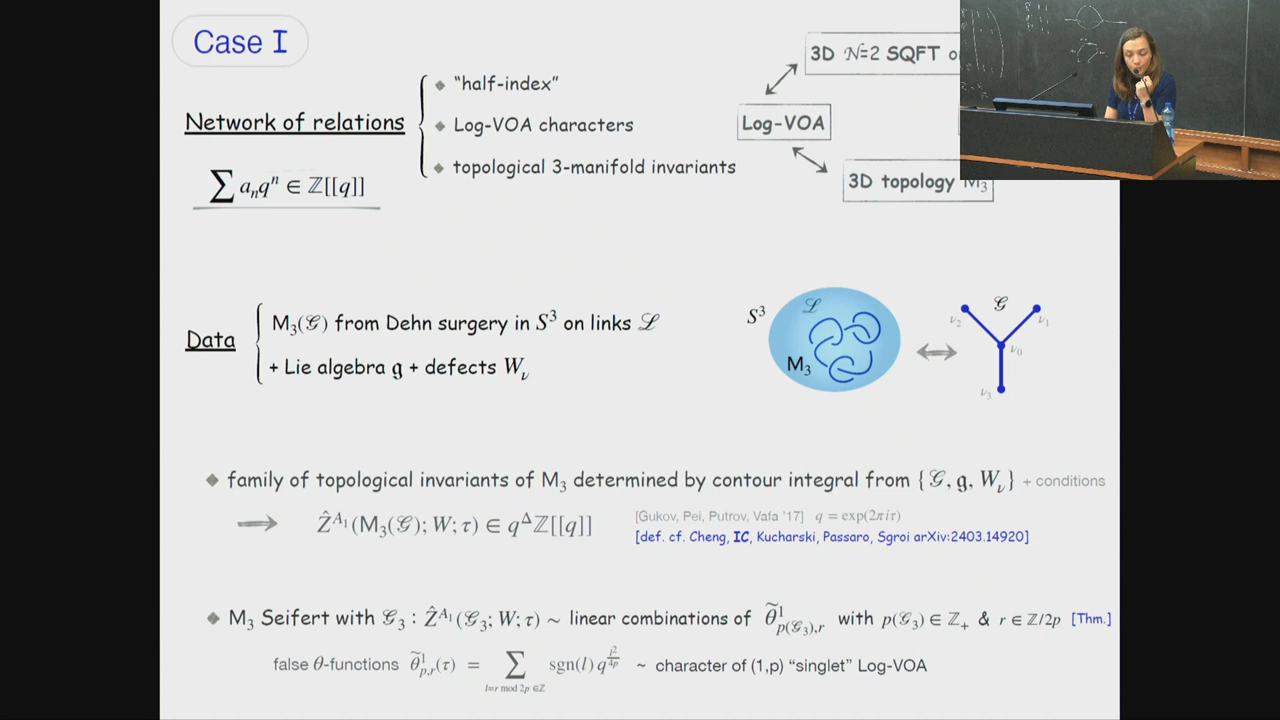 Case I
Network of relations
◆ "half-index"
◆ Log-VOA characters
◆ topological 3-manifold invariants
∑ aₙqⁿ ∈ ℤ[[q]]
3D 𝒩=2 SQFT
Log-VOA
3D topology M₃
Data
M₃(𝒢) from Dehn surgery in S³ on links ℒ
+ Lie algebra 𝔤 + defects W_ν
S³
ℒ
M₃
𝒢
ν₂
ν₁
ν₀
ν₃
◆ family of topological invariants of M₃ determined by contour integral from {𝒢, 𝔤, W_ν} + conditions
⟹ Ẑ^{A₁}(M₃(𝒢); W; τ) ∈ q^Δ ℤ[[q]]
[Gukov, Pei, Putrov, Vafa '17] q = exp(2πiτ)
[def. cf. Cheng, IC, Kucharski, Passaro, Sgroi arXiv:2403.14920]
◆ M₃ Seifert with 𝒢₃ : Ẑ^{A₁}(𝒢₃; W; τ) ~ linear combinations of θ̃¹_{p(𝒢₃),r} with p(𝒢₃) ∈ ℤ₊ & r ∈ ℤ/2p [Thm.]
false θ-functions θ̃¹_{p,r}(τ) = ∑_{l=r mod 2p ∈ℤ} sgn(l) q^{l²/4p} ~ character of (1,p) "singlet" Log-VOA